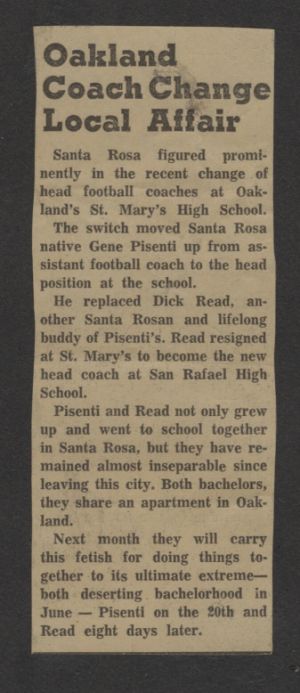 Oakland
Coach Change
Local Affair
Santa Rosa figured promi-
nently in the recent change of
head football coaches at Oak-
land's St. Mary's High School.
The switch moved Santa Rosa
native Gene Pisenti up from as-
sistant football coach to the head
position at the school.
He replaced Dick Read, an-
other Santa Rosan and lifelong
buddy of Pisenti's. Read resigned
at St. Mary's to become the new
head coach at San Rafael High
School.
Pisenti and Read not only grew
up and went to school together
in Santa Rosa, but they have re-
mained almost inseparable since
leaving this city. Both bachelors,
they share an apartment in Oak-
land.
Next month they will carry
this fetish for doing things to-
gether to its ultimate extreme—
both deserting bachelorhood in
June — Pisenti on the 20th and
Read eight days later.